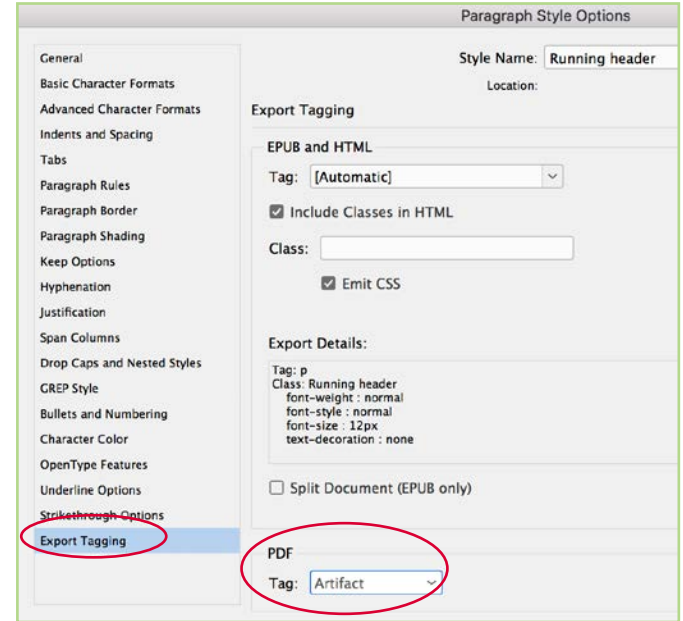 Paragraph Style Options
General
Basic Character Formats
Advanced Character Formats
Indents and Spacing
Tabs
Paragraph Rules
Paragraph Border
Paragraph Shading
Keep Options
Hyphenation
Justification
Span Columns
Drop Caps and Nested Styles
GREP Style
Bullets and Numbering
Character Color
OpenType Features
Underline Options
Strikethrough Options
Export Tagging
Style Name: Running header
Location:
Export Tagging
EPUB and HTML
Tag: [Automatic]
Include Classes in HTML
Class:
Emit CSS
Export Details:
Tag: p
Class: Running header
font-weight : normal
font-style : normal
font-size : 12px
text-decoration : none
Split Document (EPUB only)
PDF
Tag: Artifact